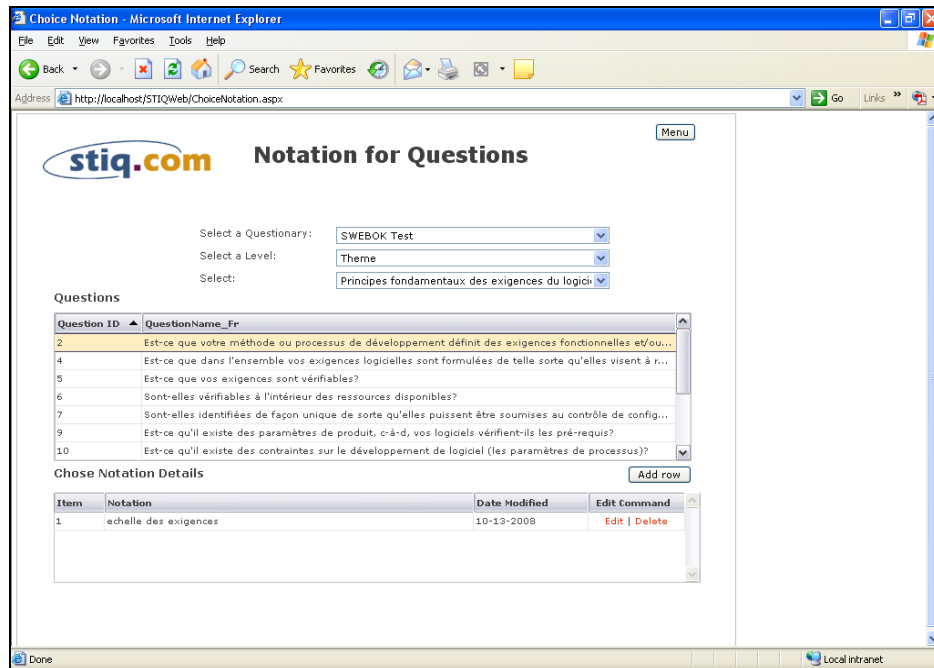 Choice Notation - Microsoft Internet Explorer
File Edit View Favorites Tools Help
Back Search Favorites
Address http://localhost/STIQWeb/ChoiceNotation.aspx Go Links »
Menu
stiq.com Notation for Questions
Select a Questionary: SWEBOK Test
Select a Level: Theme
Select: Principes fondamentaux des exigences du logici
Questions
Question ID QuestionName_Fr
2 Est-ce que votre méthode ou processus de développement définit des exigences fonctionnelles et/ou...
4 Est-ce que dans l'ensemble vos exigences logicielles sont formulées de telle sorte qu'elles visent à r...
5 Est-ce que vos exigences sont vérifiables?
6 Sont-elles vérifiables à l'intérieur des ressources disponibles?
7 Sont-elles identifiées de façon unique de sorte qu'elles puissent être soumises au contrôle de config...
9 Est-ce qu'il existe des paramètres de produit, c-à-d, vos logiciels vérifient-ils les pré-requis?
10 Est-ce qu'il existe des contraintes sur le développement de logiciel (les paramètres de processus)?
Chose Notation Details Add row
Item Notation Date Modified Edit Command
1 echelle des exigences 10-13-2008 Edit | Delete
Done Local intranet